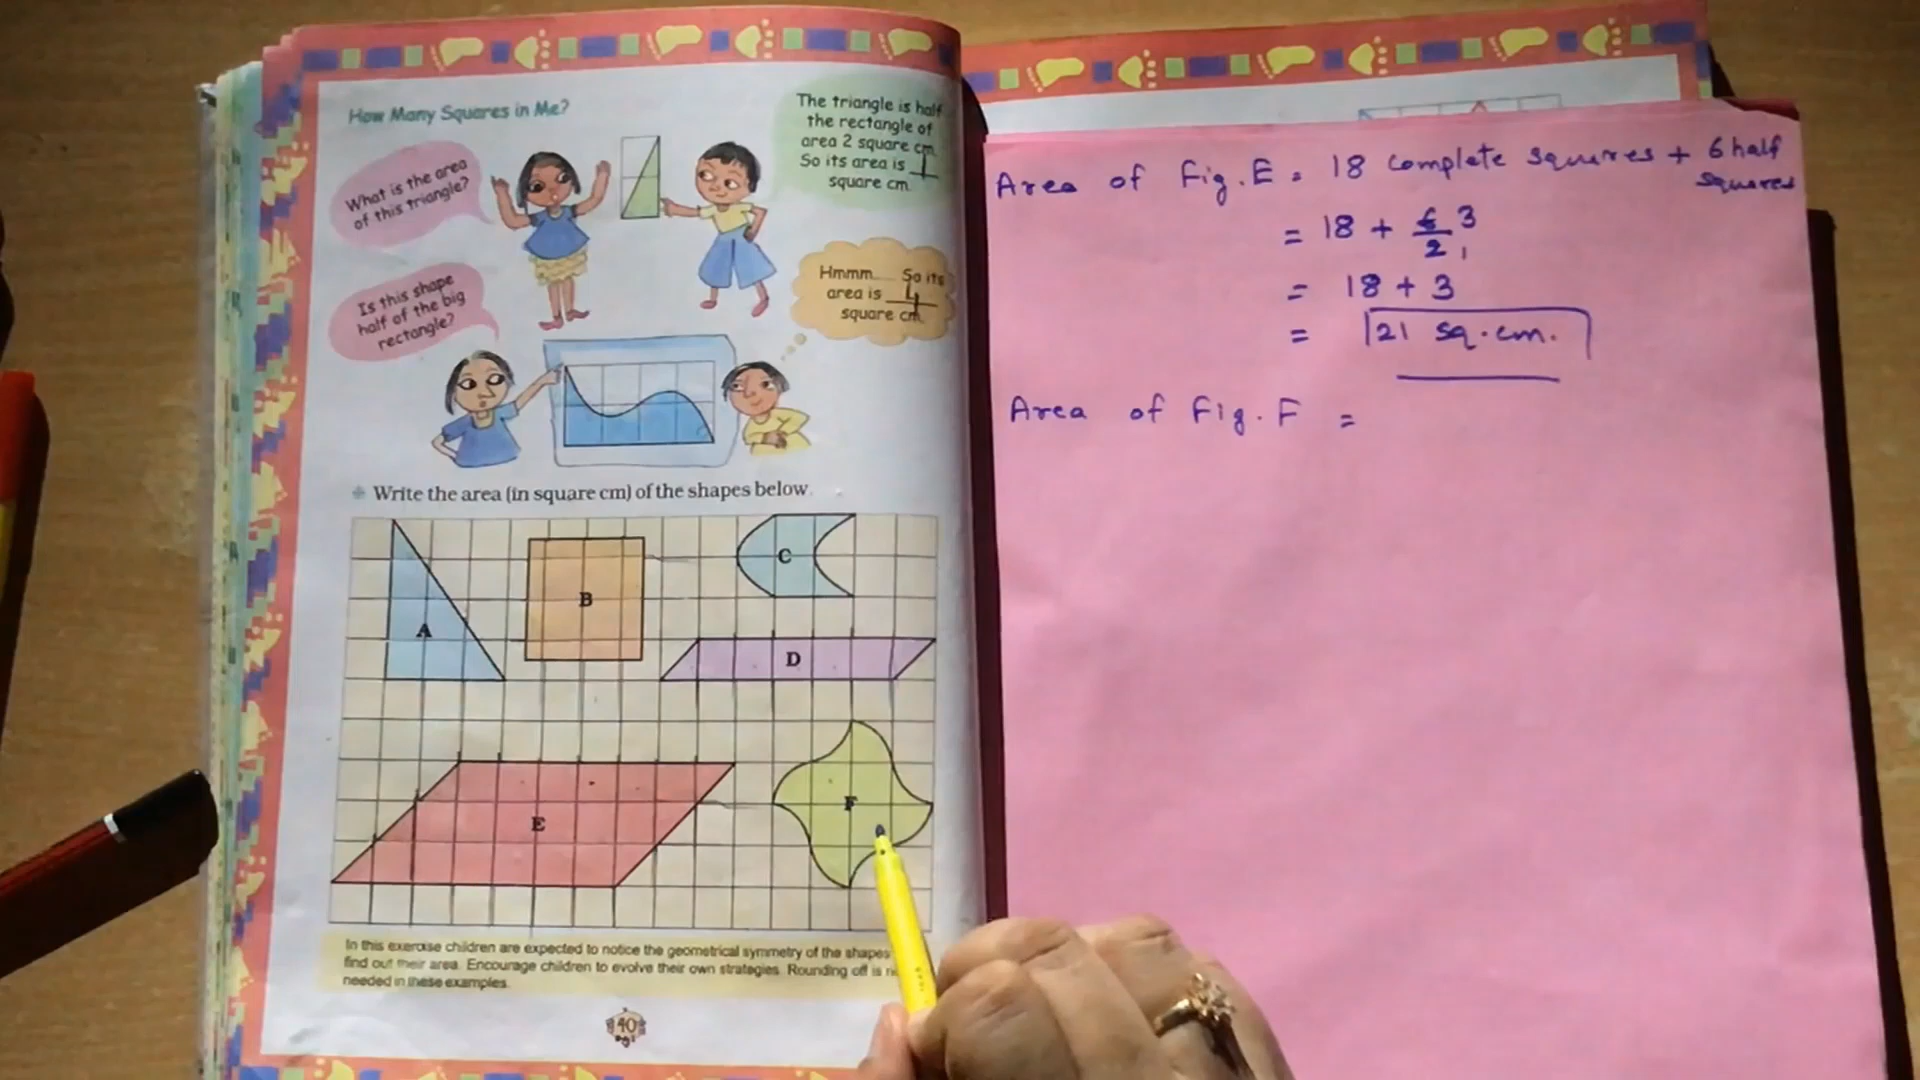 How Many Squares in Me?
What is the area
of this triangle?
The triangle is half
the rectangle of
area 2 square cm.
So its area is 1
square cm.
Is this shape
half of the big
rectangle?
Hmmm.... So its
area is 4
square cm.
Write the area (in square cm) of the shapes below.
A
B
C
D
E
F
In this exercise children are expected to notice the geometrical symmetry of the shapes
find out their area. Encourage children to evolve their own strategies. Rounding off is
needed in these examples.
40
Area of Fig. E = 18 complete squares + 6 half
squares
= 18 + 6/2 3 1
= 18 + 3
= 21 sq. cm.
Area of Fig. F =